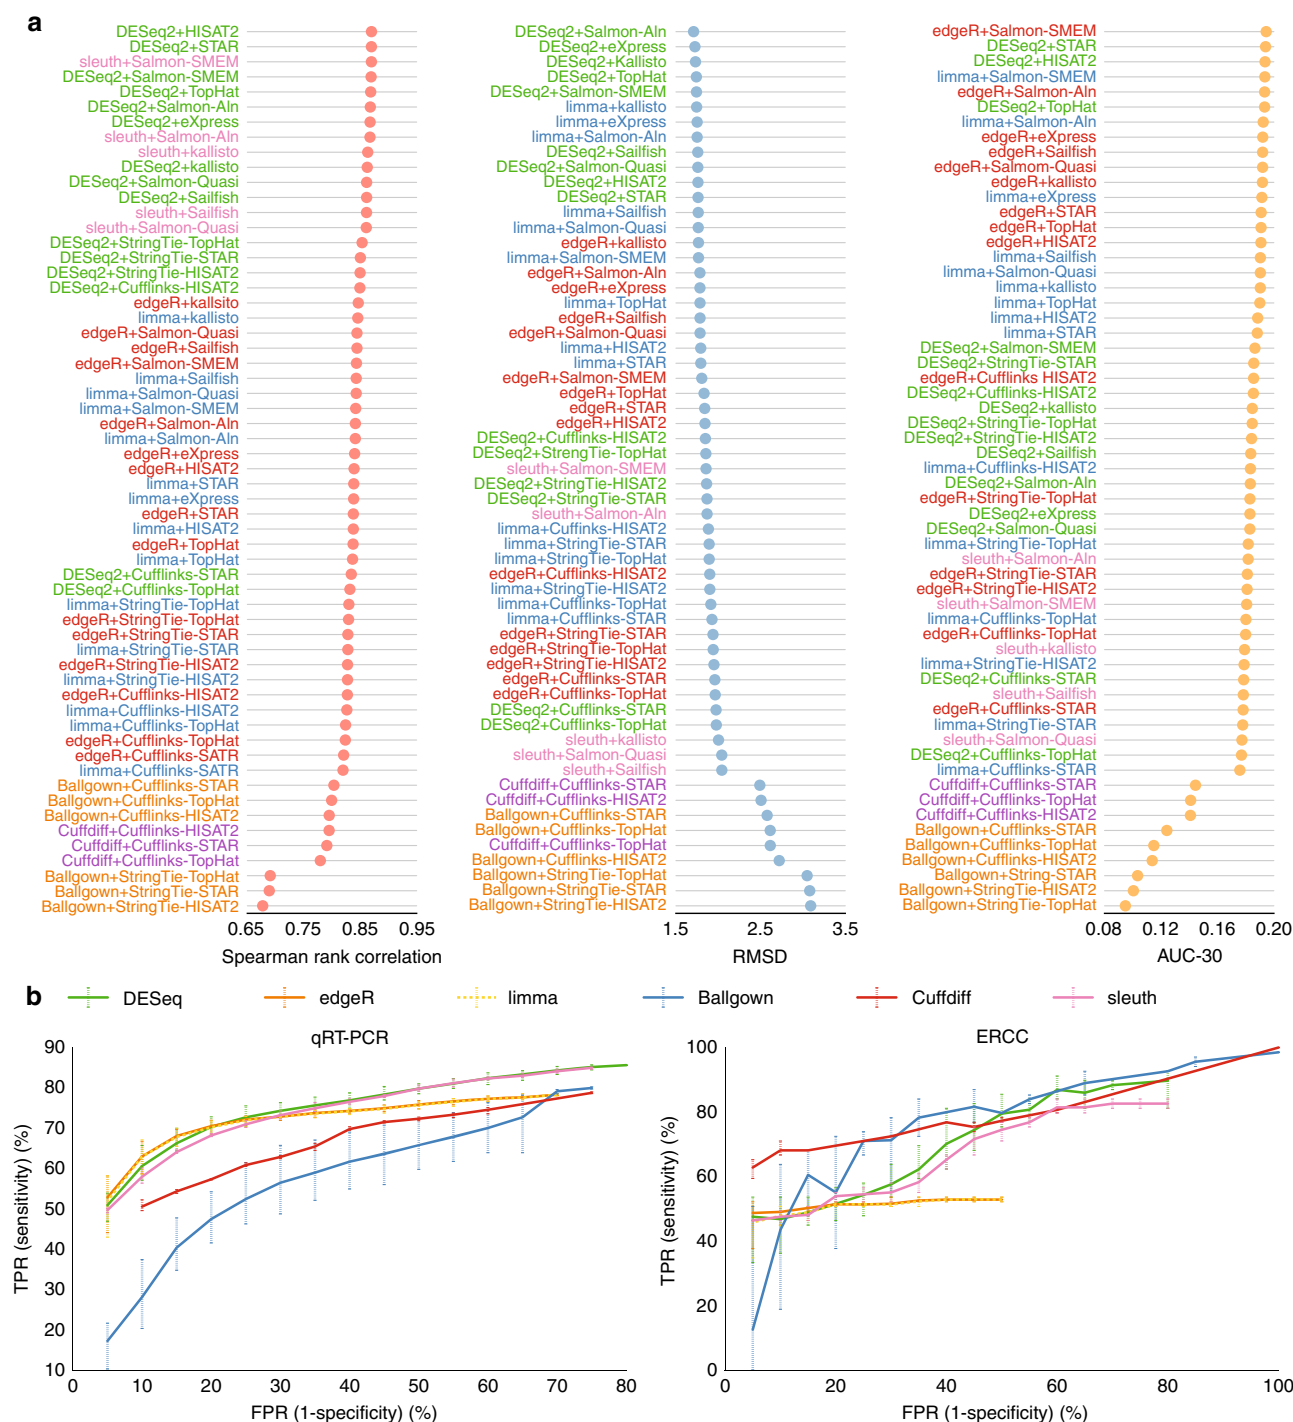 a
DESeq2+HISAT2
DESeq2+STAR
sleuth+Salmon-SMEM
DESeq2+Salmon-SMEM
DESeq2+TopHat
DESeq2+Salmon-Aln
DESeq2+eXpress
sleuth+Salmon-Aln
sleuth+kallisto
DESeq2+kallisto
DESeq2+Salmon-Quasi
DESeq2+Sailfish
sleuth+Sailfish
sleuth+Salmon-Quasi
DESeq2+StringTie-TopHat
DESeq2+StringTie-STAR
DESeq2+StringTie-HISAT2
DESeq2+Cufflinks-HISAT2
edgeR+kallsito
limma+kallisto
edgeR+Salmon-Quasi
edgeR+Sailfish
edgeR+Salmon-SMEM
limma+Sailfish
limma+Salmon-Quasi
limma+Salmon-SMEM
edgeR+Salmon-Aln
limma+Salmon-Aln
edgeR+eXpress
edgeR+HISAT2
limma+STAR
limma+eXpress
edgeR+STAR
limma+HISAT2
edgeR+TopHat
limma+TopHat
DESeq2+Cufflinks-STAR
DESeq2+Cufflinks-TopHat
limma+StringTie-TopHat
edgeR+StringTie-TopHat
edgeR+StringTie-STAR
limma+StringTie-STAR
edgeR+StringTie-HISAT2
limma+StringTie-HISAT2
edgeR+Cufflinks-HISAT2
limma+Cufflinks-HISAT2
limma+Cufflinks-TopHat
edgeR+Cufflinks-TopHat
edgeR+Cufflinks-SATR
limma+Cufflinks-SATR
Ballgown+Cufflinks-STAR
Ballgown+Cufflinks-TopHat
Ballgown+Cufflinks-HISAT2
Cuffdiff+Cufflinks-HISAT2
Cuffdiff+Cufflinks-STAR
Cuffdiff+Cufflinks-TopHat
Ballgown+StringTie-TopHat
Ballgown+StringTie-STAR
Ballgown+StringTie-HISAT2
0.65 0.75 0.85 0.95
Spearman rank correlation
DESeq2+Salmon-Aln
DESeq2+eXpress
DESeq2+Kallisto
DESeq2+TopHat
DESeq2+Salmon-SMEM
limma+kallisto
limma+eXpress
limma+Salmon-Aln
DESeq2+Sailfish
DESeq2+Salmon-Quasi
DESeq2+HISAT2
DESeq2+STAR
limma+Sailfish
limma+Salmon-Quasi
edgeR+kallisto
limma+Salmon-SMEM
edgeR+Salmon-Aln
edgeR+eXpress
limma+TopHat
edgeR+Sailfish
edgeR+Salmon-Quasi
limma+HISAT2
limma+STAR
edgeR+Salmon-SMEM
edgeR+TopHat
edgeR+STAR
edgeR+HISAT2
DESeq2+Cufflinks-HISAT2
DESeq2+StrengTie-TopHat
sleuth+Salmon-SMEM
DESeq2+StringTie-HISAT2
DESeq2+StringTie-STAR
sleuth+Salmon-Aln
limma+Cuffinks-HISAT2
limma+StringTie-STAR
limma+StringTie-TopHat
edgeR+Cufflinks-HISAT2
limma+StringTie-HISAT2
limma+Cufflinks-TopHat
limma+Cufflinks-STAR
edgeR+StringTie-STAR
edgeR+StringTie-TopHat
edgeR+StringTie-HISAT2
edgeR+Cufflinks-STAR
edgeR+Cufflinks-TopHat
DESeq2+Cufflinks-STAR
DESeq2+Cufflinks-TopHat
sleuth+kallisto
sleuth+Salmon-Quasi
sleuth+Sailfish
Cuffdiff+Cufflinks-STAR
Cuffdiff+Cufflinks-HISAT2
Ballgown+Cufflinks-STAR
Ballgown+Cufflinks-TopHat
Cuffdiff+Cufflinks-TopHat
Ballgown+Cufflinks-HISAT2
Ballgown+StringTie-TopHat
Ballgown+StringTie-STAR
Ballgown+StringTie-HISAT2
1.5 2.5 3.5
RMSD
edgeR+Salmon-SMEM
DESeq2+STAR
DESeq2+HISAT2
limma+Salmon-SMEM
edgeR+Salmon-Aln
DESeq2+TopHat
limma+Salmon-Aln
edgeR+eXpress
edgeR+Sailfish
edgeR+Salmom-Quasi
edgeR+kallisto
limma+eXpress
edgeR+STAR
edgeR+TopHat
edgeR+HISAT2
limma+Sailfish
limma+Salmon-Quasi
limma+kallisto
limma+TopHat
limma+HISAT2
limma+STAR
DESeq2+Salmon-SMEM
DESeq2+StringTie-STAR
edgeR+Cufflinks HISAT2
DESeq2+Cufflinks-HISAT2
DESeq2+kallisto
DESeq2+StringTie-TopHat
DESeq2+StringTie-HISAT2
DESeq2+Sailfish
limma+Cufflinks-HISAT2
DESeq2+Salmon-Aln
edgeR+StringTie-TopHat
DESeq2+eXpress
DESeq2+Salmon-Quasi
limma+StringTie-TopHat
sleuth+Salmon-Aln
edgeR+StringTie-STAR
edgeR+StringTie-HISAT2
sleuth+Salmon-SMEM
limma+Cufflinks-TopHat
edgeR+Cufflinks-TopHat
sleuth+kallisto
limma+StringTie-HISAT2
DESeq2+Cufflinks-STAR
sleuth+Sailfish
edgeR+Cufflinks-STAR
limma+StringTie-STAR
sleuth+Salmon-Quasi
DESeq2+Cufflinks-TopHat
limma+Cufflinks-STAR
Cuffdiff+Cufflinks-STAR
Cuffdiff+Cufflinks-TopHat
Cuffdiff+Cufflinks-HISAT2
Ballgown+Cufflinks-STAR
Ballgown+Cufflinks-TopHat
Ballgown+Cufflinks-HISAT2
Ballgown+String-STAR
Ballgown+StringTie-HISAT2
Ballgown+StringTie-TopHat
0.08 0.12 0.16 0.20
AUC-30
b
DESeq edgeR limma Ballgown Cuffdiff sleuth
qRT-PCR
TPR (sensitivity) (%)
90
80
70
60
50
40
30
20
10
0 10 20 30 40 50 60 70 80
FPR (1-specificity) (%)
ERCC
TPR (sensitivity) (%)
100
80
60
40
20
0
0 20 40 60 80 100
FPR (1-specificity) (%)